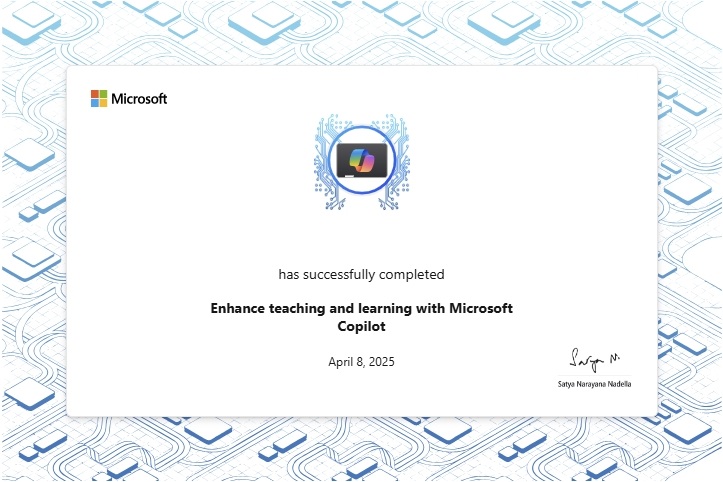 Microsoft
has successfully completed
Enhance teaching and learning with Microsoft
Copilot
April 8, 2025
Satya N.
Satya Narayana Nadella